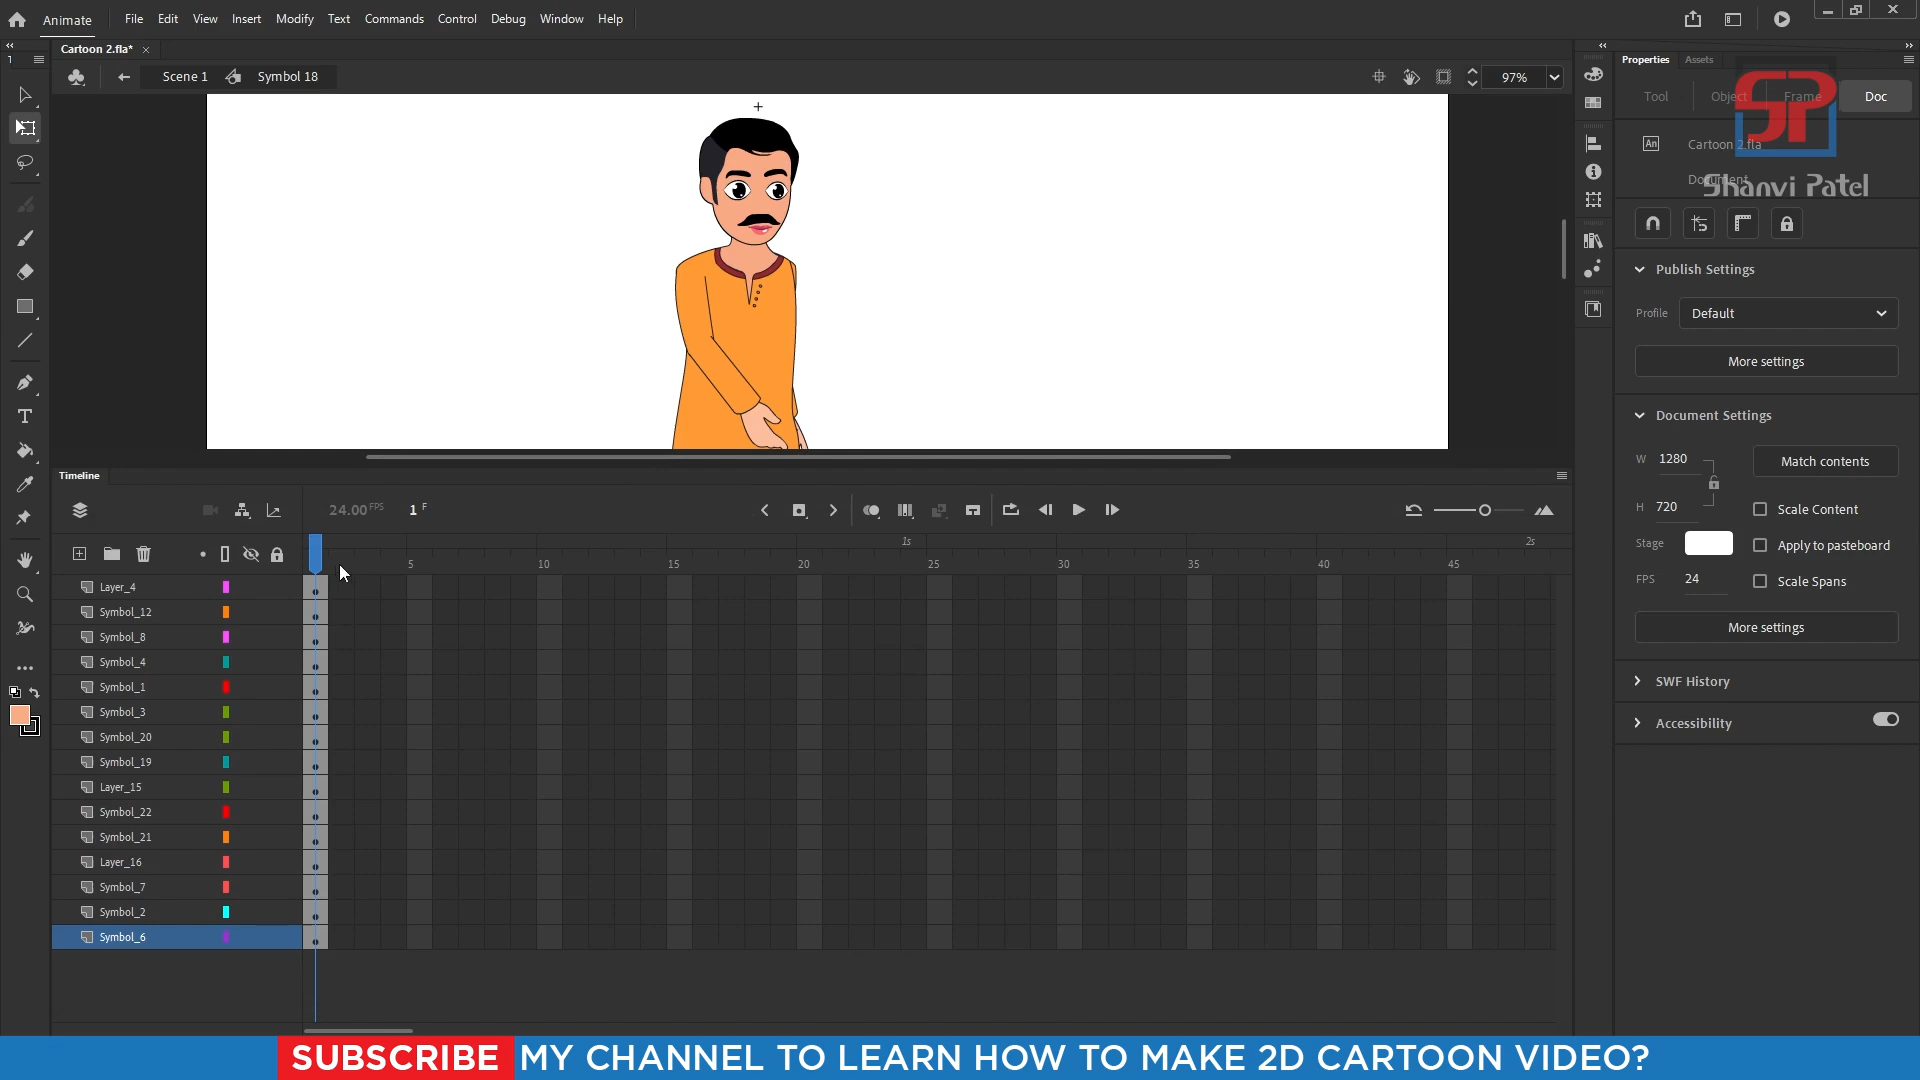 Animate File Edit View Insert Modify Text Commands Control Debug Window Help
Cartoon 2.fla* ×
Scene 1 Symbol 18 97%
Properties Assets
Tool Object Frame Doc
An Cartoon 2.fla
Document
SP
Shanvi Patel
Publish Settings
Profile Default
More settings
Document Settings
W 1280 Match contents
H 720 Scale Content
Stage Apply to pasteboard
FPS 24 Scale Spans
More settings
SWF History
Accessibility
Timeline
24.00 FPS 1 F
1s 2s
5 10 15 20 25 30 35 40 45
Layer_4
Symbol_12
Symbol_8
Symbol_4
Symbol_1
Symbol_3
Symbol_20
Symbol_19
Layer_15
Symbol_22
Symbol_21
Layer_16
Symbol_7
Symbol_2
Symbol_6
SUBSCRIBE MY CHANNEL TO LEARN HOW TO MAKE 2D CARTOON VIDEO?